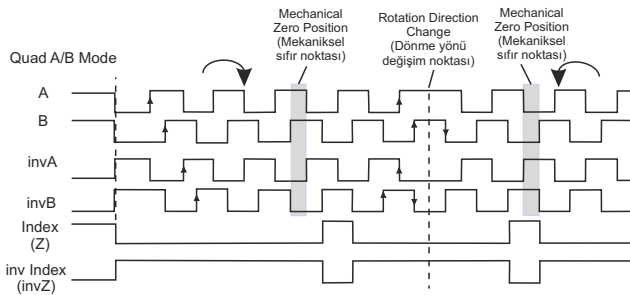 Mechanical
Zero Position
(Mekaniksel
sıfır noktası)
Rotation Direction
Change
(Dönme yönü
değişim noktası)
Mechanical
Zero Position
(Mekaniksel
sıfır noktası)
Quad A/B Mode
A
B
invA
invB
Index
(Z)
inv Index
(invZ)